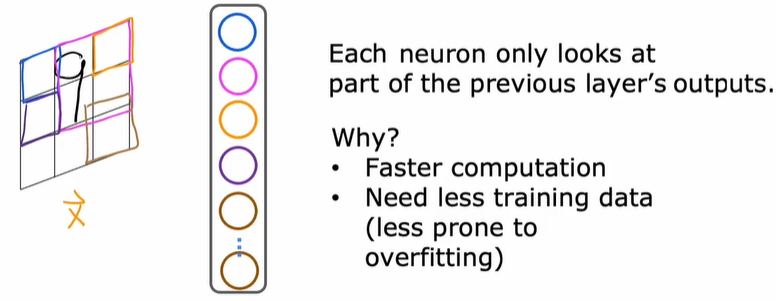 9
x⃗
Each neuron only looks at
part of the previous layer's outputs.
Why?
• Faster computation
• Need less training data
(less prone to
overfitting)